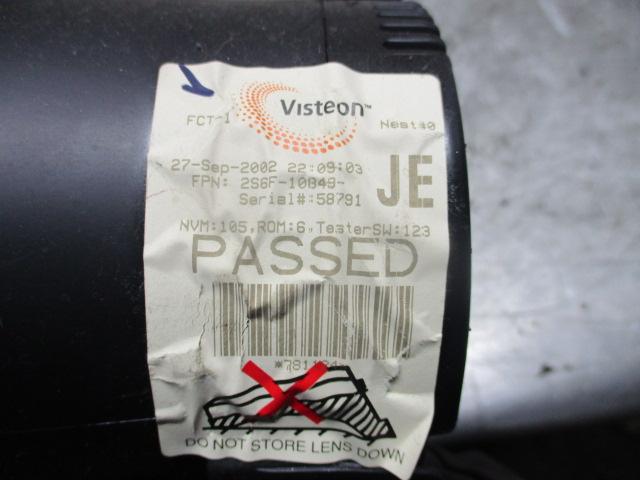 Visteon™
FCT-1
Nest:0
27-Sep-2002 22:09:03
FPN: 2S6F-10849-
JE
Serial#:58791
NVM:105,ROM:6,TesterSW:123
PASSED
DO NOT STORE LENS DOWN